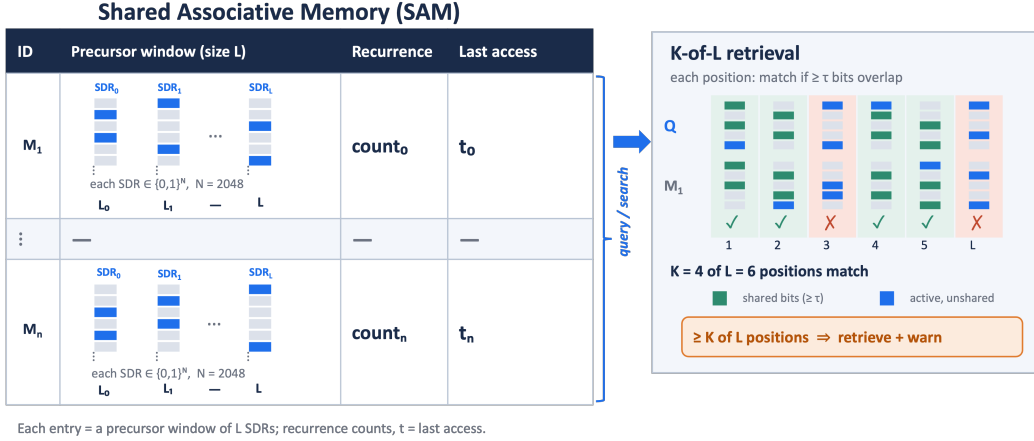 Shared Associative Memory (SAM)
ID Precursor window (size L) Recurrence Last access
SDR₀ SDR₁ SDR_L
...
M₁ count₀ t₀
each SDR ∈ {0,1}ᴺ, N = 2048
L₀ L₁ — L
⋮ — — —
SDR₀ SDR₁ SDR_L
...
Mₙ countₙ tₙ
each SDR ∈ {0,1}ᴺ, N = 2048
L₀ L₁ — L
query / search
K-of-L retrieval
each position: match if ≥ τ bits overlap
Q
M₁
✓ ✓ ✗ ✓ ✓ ✗
1 2 3 4 5 L
K = 4 of L = 6 positions match
shared bits (≥ τ) active, unshared
≥ K of L positions ⇒ retrieve + warn
Each entry = a precursor window of L SDRs; recurrence counts, t = last access.